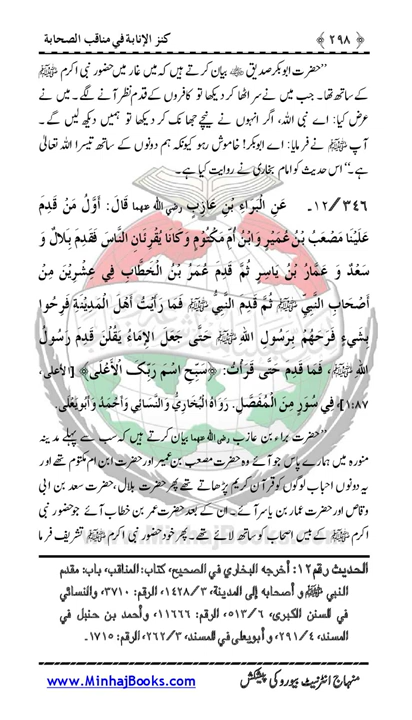 ﴿ ۲۹۸ ﴾ کنز الإنابة في مناقب الصحابة
’’حضرت ابوبکر صدیق رضی اللہ عنہ بیان کرتے ہیں کہ میں غار میں حضور نبی اکرم ﷺ
کے ساتھ تھا۔ جب میں نے سر اٹھا کر دیکھا تو کافروں کے قدم نظر آنے لگے۔ میں نے
عرض کیا: اے نبی اللہ، اگر انہوں نے نیچے جھانک کر دیکھا تو ہمیں دیکھ لیں گے۔
آپ ﷺ نے فرمایا: اے ابوبکر! خاموش رہو کیونکہ ہم دونوں کے ساتھ تیسرا اللہ تعالیٰ
ہے۔‘‘ اس حدیث کو امام بخاری نے روایت کیا ہے۔
۱۲/۳۴۶۔ عَنِ الْبَرَاءِ بْنِ عَازِبٍ رضی اللہ عنہما قَالَ: أَوَّلُ مَنْ قَدِمَ
عَلَيْنَا مُصْعَبُ بْنُ عُمَيْرٍ وَابْنُ أُمِّ مَكْتُوْمٍ وَكَانَا يُقْرِئَانِ النَّاسَ فَقَدِمَ بِلَالٌ وَ
سَعْدٌ وَ عَمَّارُ بْنُ يَاسِرٍ ثُمَّ قَدِمَ عُمَرُ بْنُ الْخَطَّابِ فِي عِشْرِيْنَ مِنْ
أَصْحَابِ النَّبِيِّ ﷺ ثُمَّ قَدِمَ النَّبِيُّ ﷺ فَمَا رَأَيْتُ أَهْلَ الْمَدِيْنَةِ فَرِحُوا
بِشَيءٍ فَرَحَهُمْ بِرَسُولِ اللهِ ﷺ حَتَّى جَعَلَ الإِمَاءُ يَقُلْنَ قَدِمَ رَسُولُ
اللهِ ﷺ، فَمَا قَدِمَ حَتَّى قَرَأْتُ: ﴿سَبِّحِ اسْمَ رَبِّكَ الْأَعْلَى﴾ [الأعلى،
۸۷:۱]، فِي سُوَرٍ مِنَ الْمُفَصَّلِ. رَوَاهُ الْبُخَارِيُّ وَالنَّسَائِيُّ وَأَحْمَدُ وَأَبُويَعْلَى.
’’حضرت براء بن عازب رضی اللہ عنہما بیان کرتے ہیں کہ سب سے پہلے مدینہ
منورہ میں ہمارے پاس جو آئے وہ حضرت مصعب بن عمیر اور حضرت ابن ام مکتوم تھے اور
یہ دونوں احباب لوگوں کو قرآن کریم پڑھاتے تھے پھر حضرت بلال، حضرت سعد بن ابی
وقاص اور حضرت عمار بن یاسر آئے۔ ان کے بعد حضرت عمر بن خطاب آئے جو حضور نبی
اکرم ﷺ کے بیس اصحاب کو ساتھ لائے تھے۔ پھر خود حضور نبی اکرم ﷺ تشریف فرما
الحديث رقم ۱۲: أخرجه البخاري في الصحيح، كتاب: المناقب، باب: مقدم
النبي ﷺ و أصحابه إلى المدينة، ۳/۱۴۲۸، الرقم: ۳۷۱۰، والنسائي
في السنن الكبرى، ۶/۵۱۳، الرقم: ۱۱۶۶۶، و أحمد بن حنبل في
المسند، ۴/۲۹۱، و أبويعلى في المسند، ۳/۲۶۲، الرقم: ۱۷۱۵.
www.MinhajBooks.com منہاج انٹرنیٹ بیورو کی پیشکش